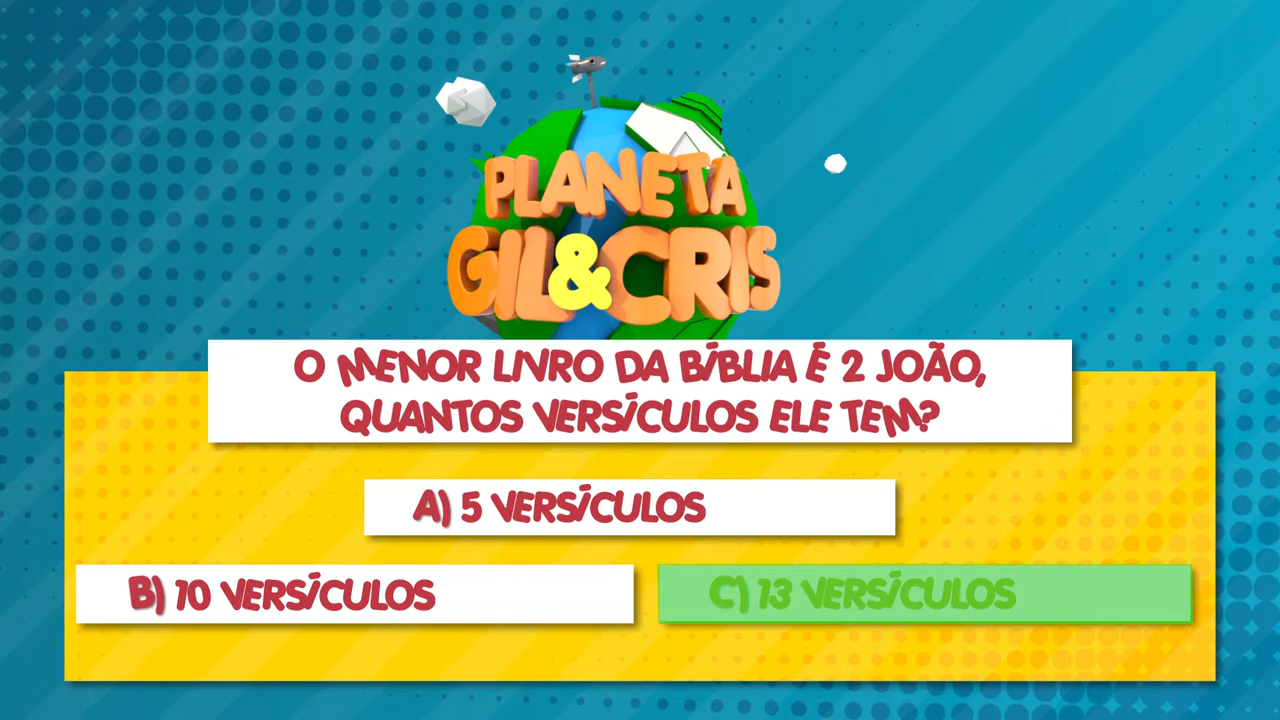 PLANETA
GIL&CRIS
O MENOR LIVRO DA BÍBLIA É 2 JOÃO,
QUANTOS VERSÍCULOS ELE TEM?
A) 5 VERSÍCULOS
B) 10 VERSÍCULOS
C) 13 VERSÍCULOS